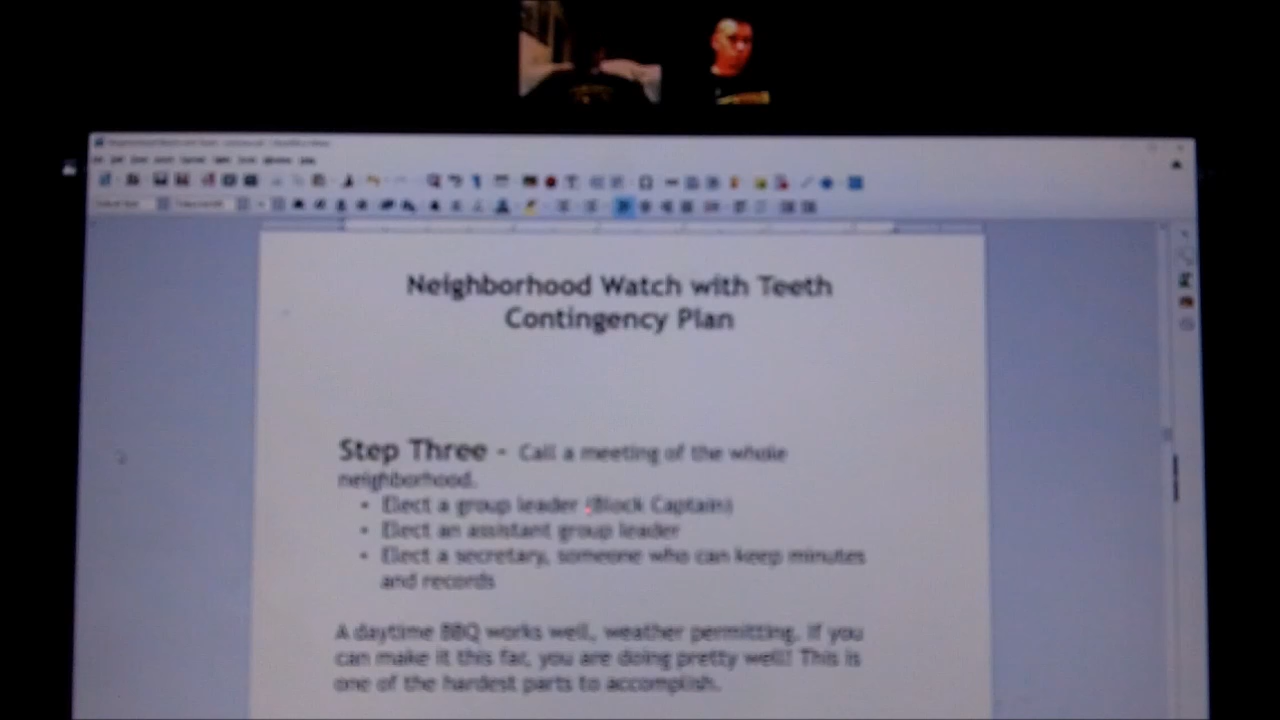 Neighborhood Watch with Teeth
Contingency Plan
Step Three - Call a meeting of the whole
neighborhood.
• Elect a group leader (Block Captain)
• Elect an assistant group leader
• Elect a secretary, someone who can keep minutes
and records
A daytime BBQ works well, weather permitting. If you
can make it this far, you are doing pretty well! This is
one of the hardest parts to accomplish.